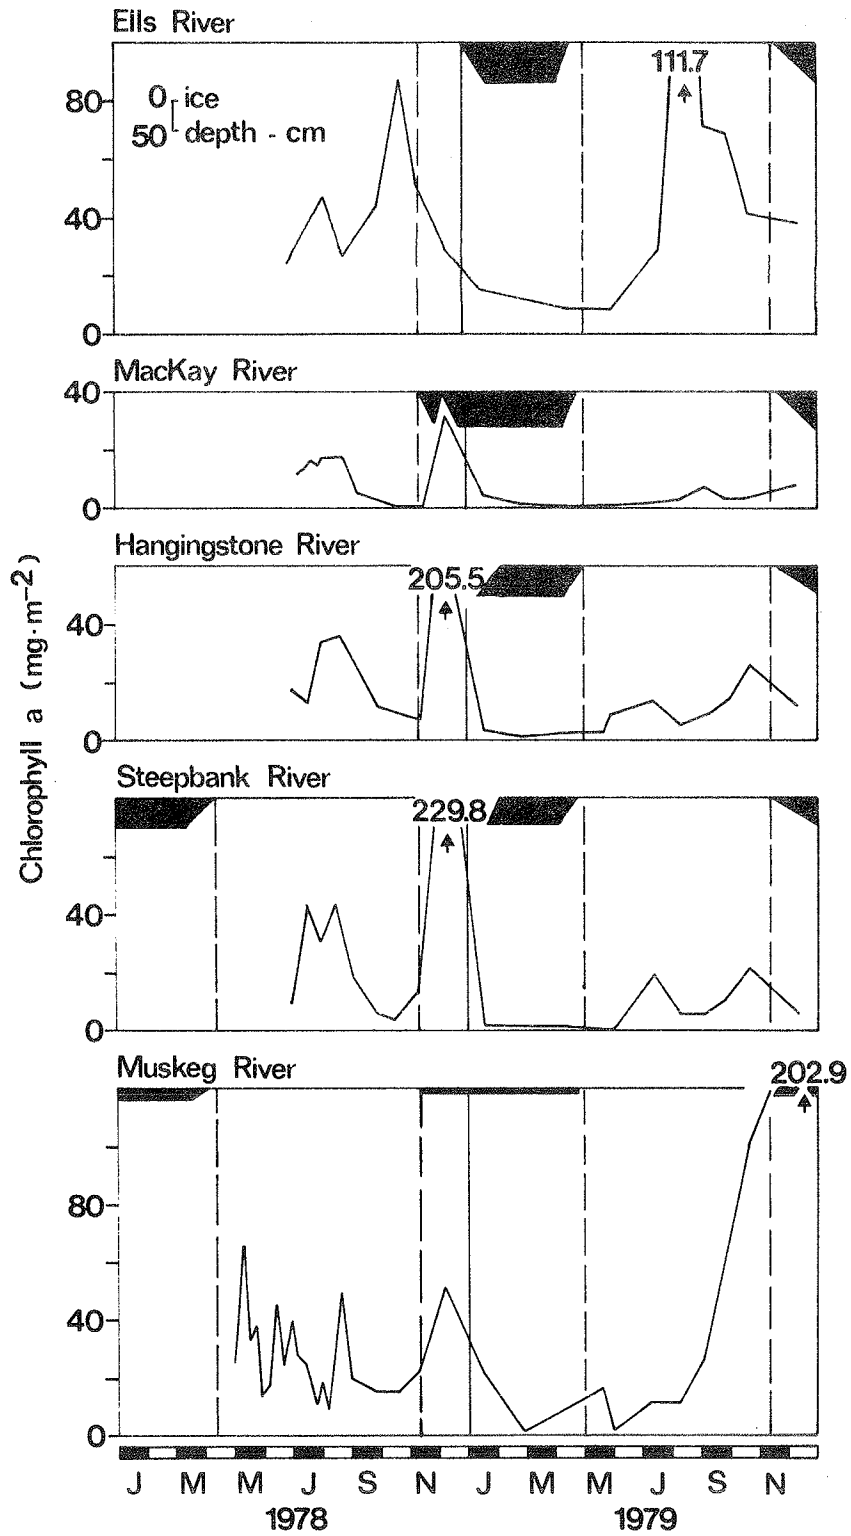 Ells River
111.7
0 ice
50 depth - cm
80
40
0
MacKay River
40
0
Hangingstone River
205.5
40
0
Steepbank River
229.8
40
0
Chlorophyll a (mg·m⁻²)
Muskeg River
202.9
80
40
0
J M M J S N J M M J S N
1978 1979